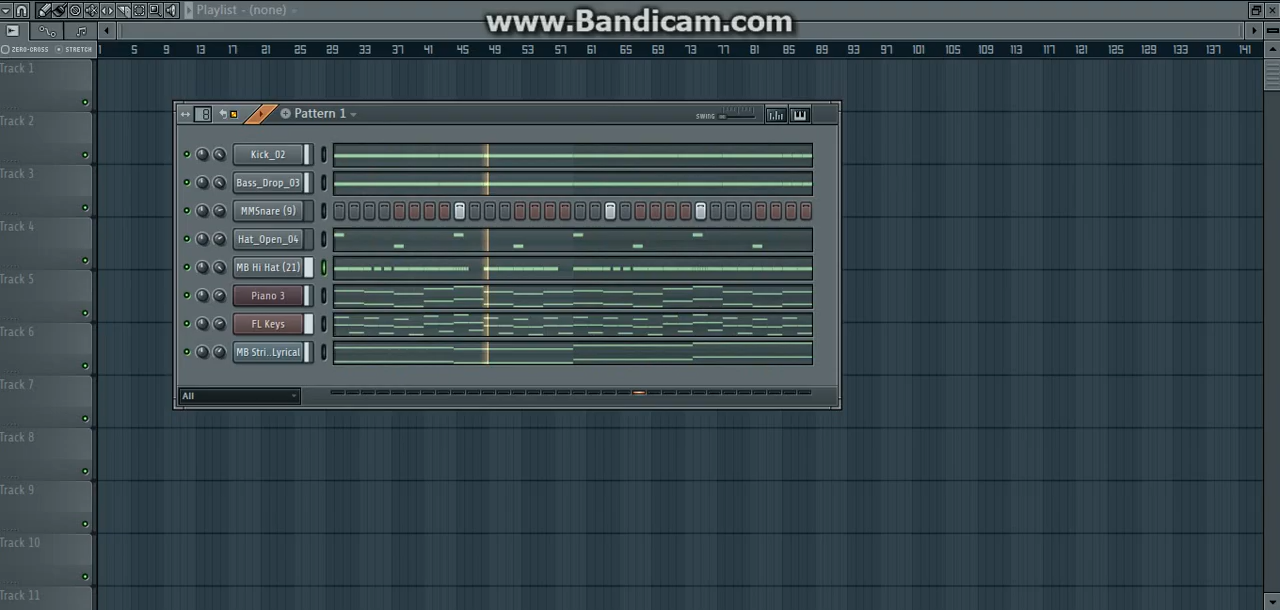 Playlist - (none)
www.Bandicam.com
ZERO-CROSS STRETCH
1 5 9 13 17 21 25 29 33 37 41 45 49 53 57 61 65 69 73 77 81 85 89 93 97 101 105 109 113 117 121 125 129 133 137 141
Track 1
Track 2
Track 3
Track 4
Track 5
Track 6
Track 7
Track 8
Track 9
Track 10
Track 11
Pattern 1
SWING
Kick_02
Bass_Drop_03
MMSnare (9)
Hat_Open_04
MB Hi Hat (21)
Piano 3
FL Keys
MB Stri..Lyrical
All